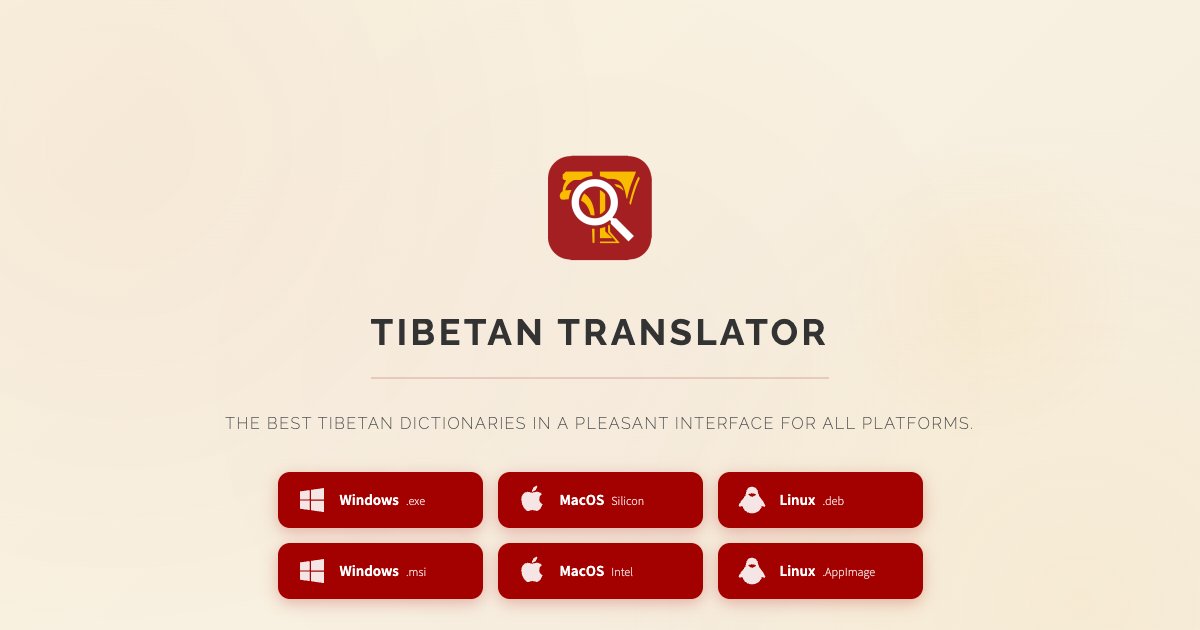 TIBETAN TRANSLATOR
THE BEST TIBETAN DICTIONARIES IN A PLEASANT INTERFACE FOR ALL PLATFORMS.
Windows .exe
MacOS Silicon
Linux .deb
Windows .msi
MacOS Intel
Linux .AppImage